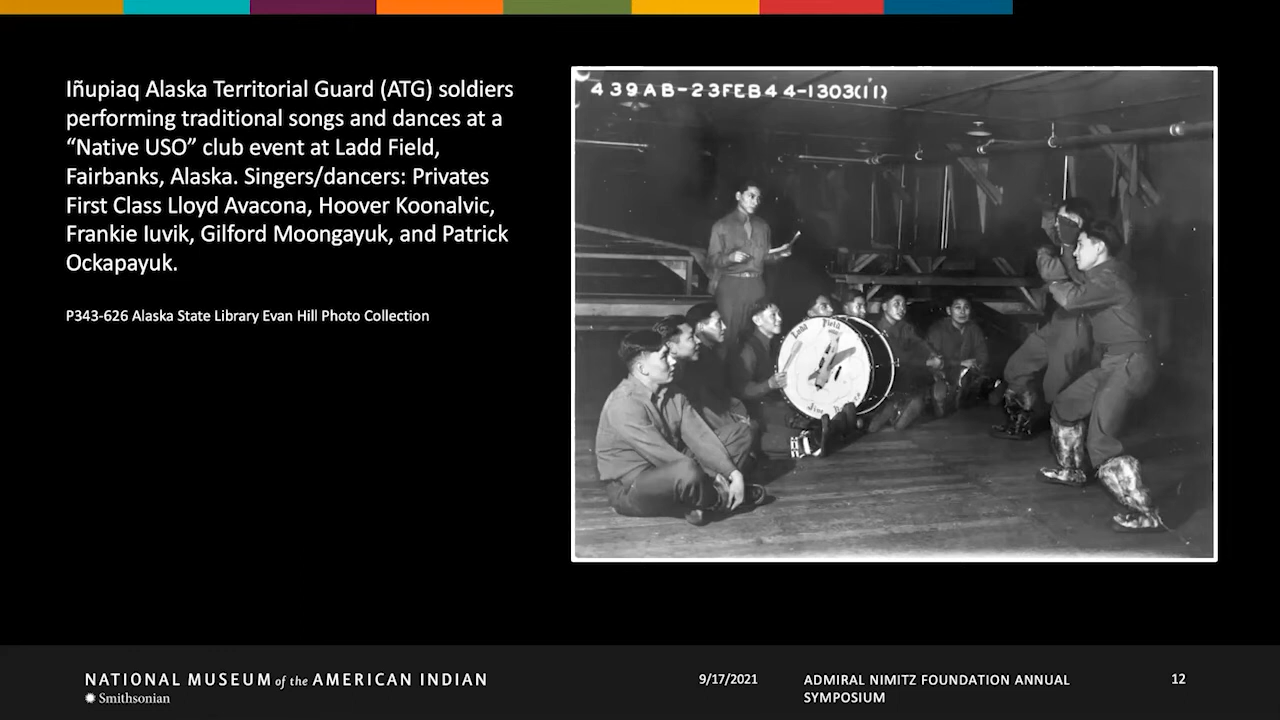 Iñupiaq Alaska Territorial Guard (ATG) soldiers
performing traditional songs and dances at a
“Native USO” club event at Ladd Field,
Fairbanks, Alaska. Singers/dancers: Privates
First Class Lloyd Avacona, Hoover Koonalvic,
Frankie Iuvik, Gilford Moongayuk, and Patrick
Ockapayuk.
P343-626 Alaska State Library Evan Hill Photo Collection
439AB-23FEB44-1303(11)
Ladd Field
NATIONAL MUSEUM of the AMERICAN INDIAN
Smithsonian
9/17/2021
ADMIRAL NIMITZ FOUNDATION ANNUAL
SYMPOSIUM
12